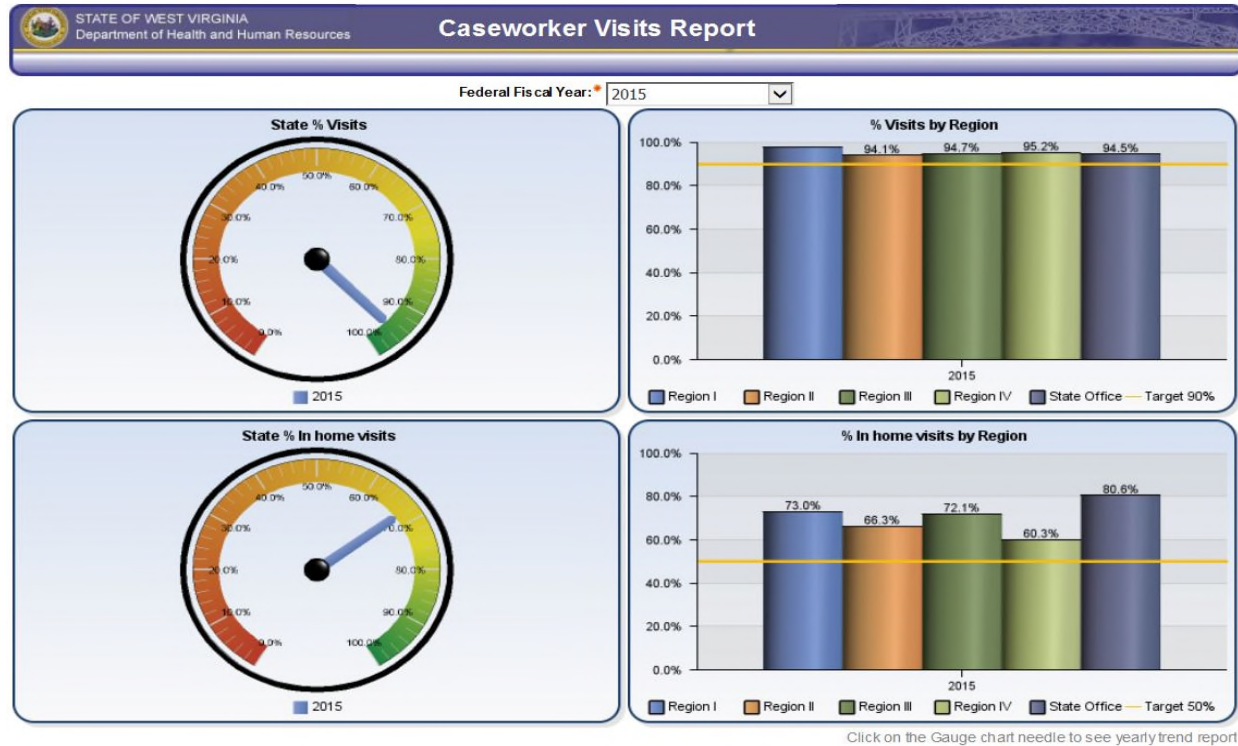 STATE OF WEST VIRGINIA
Department of Health and Human Resources
Caseworker Visits Report
Federal Fiscal Year:* 2015
State % Visits
0.0%
10.0%
20.0%
30.0%
40.0%
50.0%
60.0%
70.0%
80.0%
90.0%
100.0%
2015
% Visits by Region
100.0%
80.0%
60.0%
40.0%
20.0%
0.0%
94.1% 94.7% 95.2% 94.5%
2015
Region I Region II Region III Region IV State Office Target 90%
State % In home visits
0.0%
10.0%
20.0%
30.0%
40.0%
50.0%
60.0%
80.0%
90.0%
100.0%
2015
% In home visits by Region
100.0%
80.0%
60.0%
40.0%
20.0%
0.0%
73.0% 66.3% 72.1% 60.3% 80.6%
2015
Region I Region II Region III Region IV State Office Target 50%
Click on the Gauge chart needle to see yearly trend report